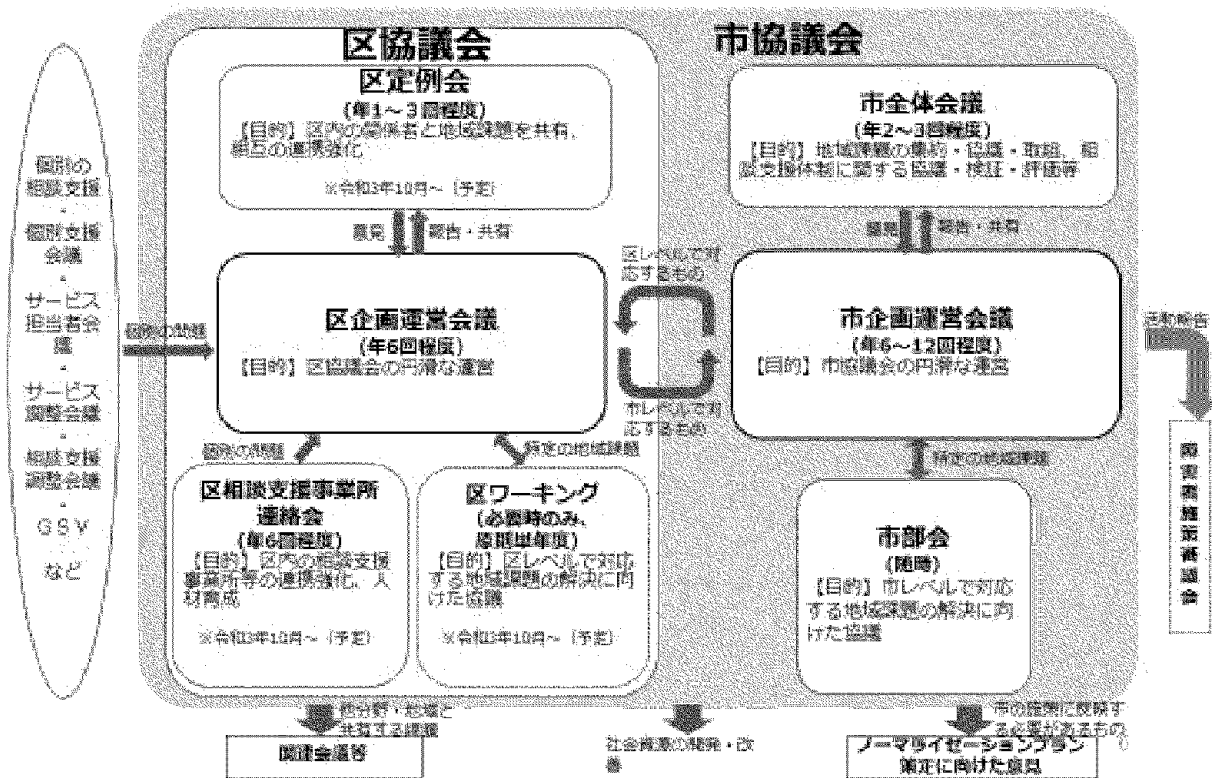 区協議会
市協議会
区定例会
(年1～3回程度)
【目的】区内の関係者と地域課題を共有、
相互の連携強化
※令和3年10月～（予定）
市全体会議
(年2～3回程度)
【目的】地域課題の集約・協議・取組、相
談支援体制に関する協議・検証・評価等
個別の
相談支援
・
個別支援
会議
・
サービス
担当者会
議
・
サービス
調整会議
・
相談支援
調整会議
・
GSV
など
意見
報告・共有
意見
報告・共有
区レベルで対
応するもの
個別の課題
区企画運営会議
(年6回程度)
【目的】区協議会の円滑な運営
市企画運営会議
(年6～12回程度)
【目的】市協議会の円滑な運営
活動報告
市レベルで対
応するもの
個別の課題
特定の地域課題
特定の地域課題
区相談支援事業所
連絡会
(年6回程度)
【目的】区内の相談支援
事業所等の連携強化、人
材育成
※令和3年10月～（予定）
区ワーキング
(必要時のみ、
原則単年度)
【目的】区レベルで対応
する地域課題の解決に向
けた協議
※令和3年10月～（予定）
市部会
(随時)
【目的】市レベルで対応
する地域課題の解決に向
けた協議
障害者施策審議会
他分野・地域と
共有する課題
関連会議等
社会資源の開発・改
善
市の施策に反映す
る必要があるもの
ノーマライゼーションプラン
策定に向けた意見